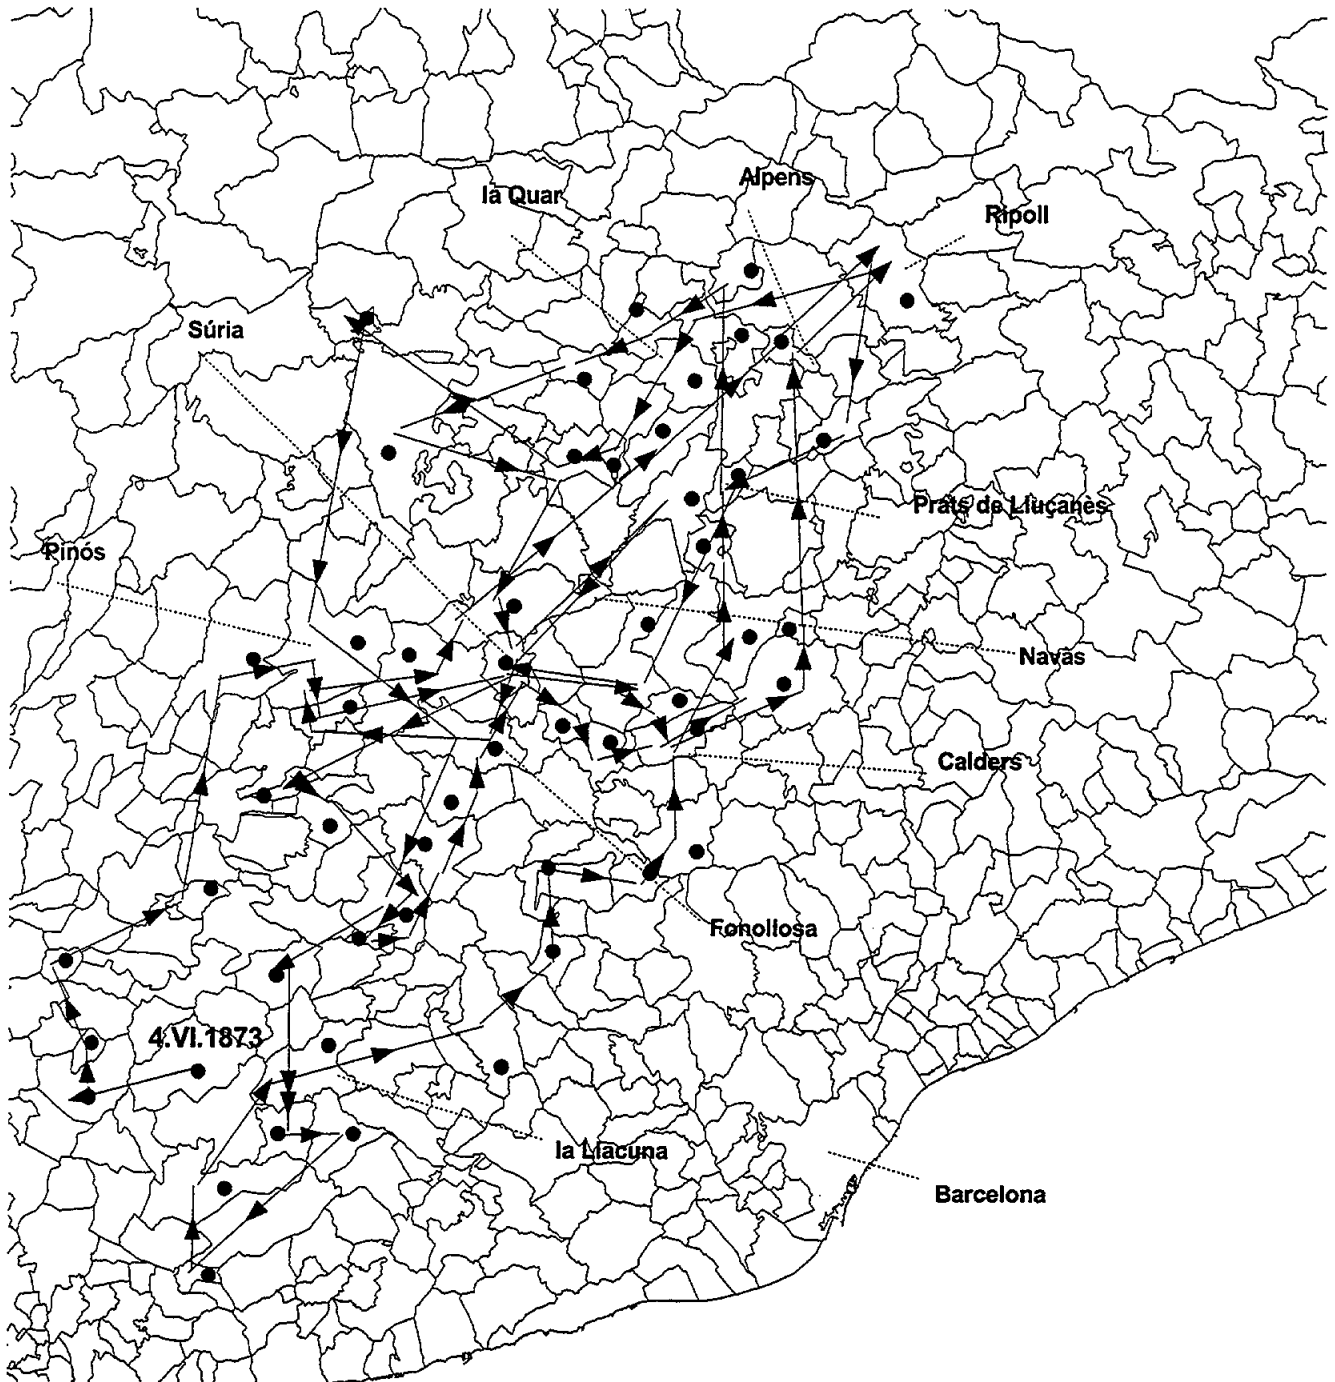 Alpens
la Quar
Ripoll
Súria
Prats de Lluçanès
Pinós
Navàs
Calders
Fonollosa
4.VI.1873
la Llacuna
Barcelona